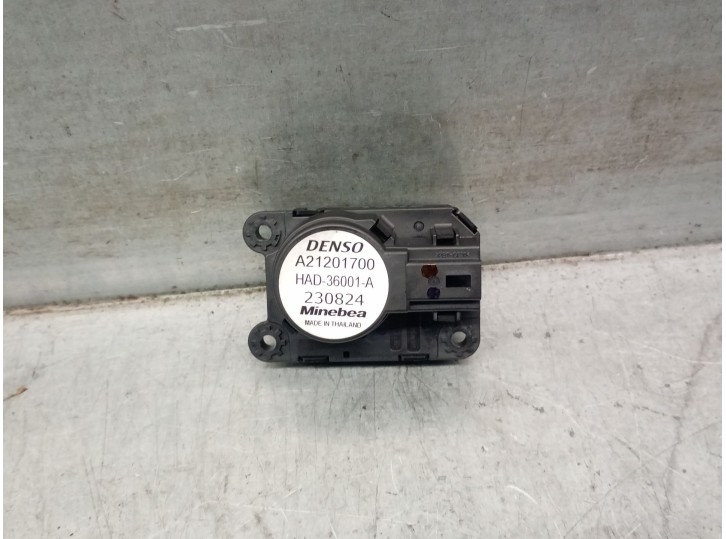 DENSO
A21201700
HAD-36001-A
230824
Minebea
MADE IN THAILAND